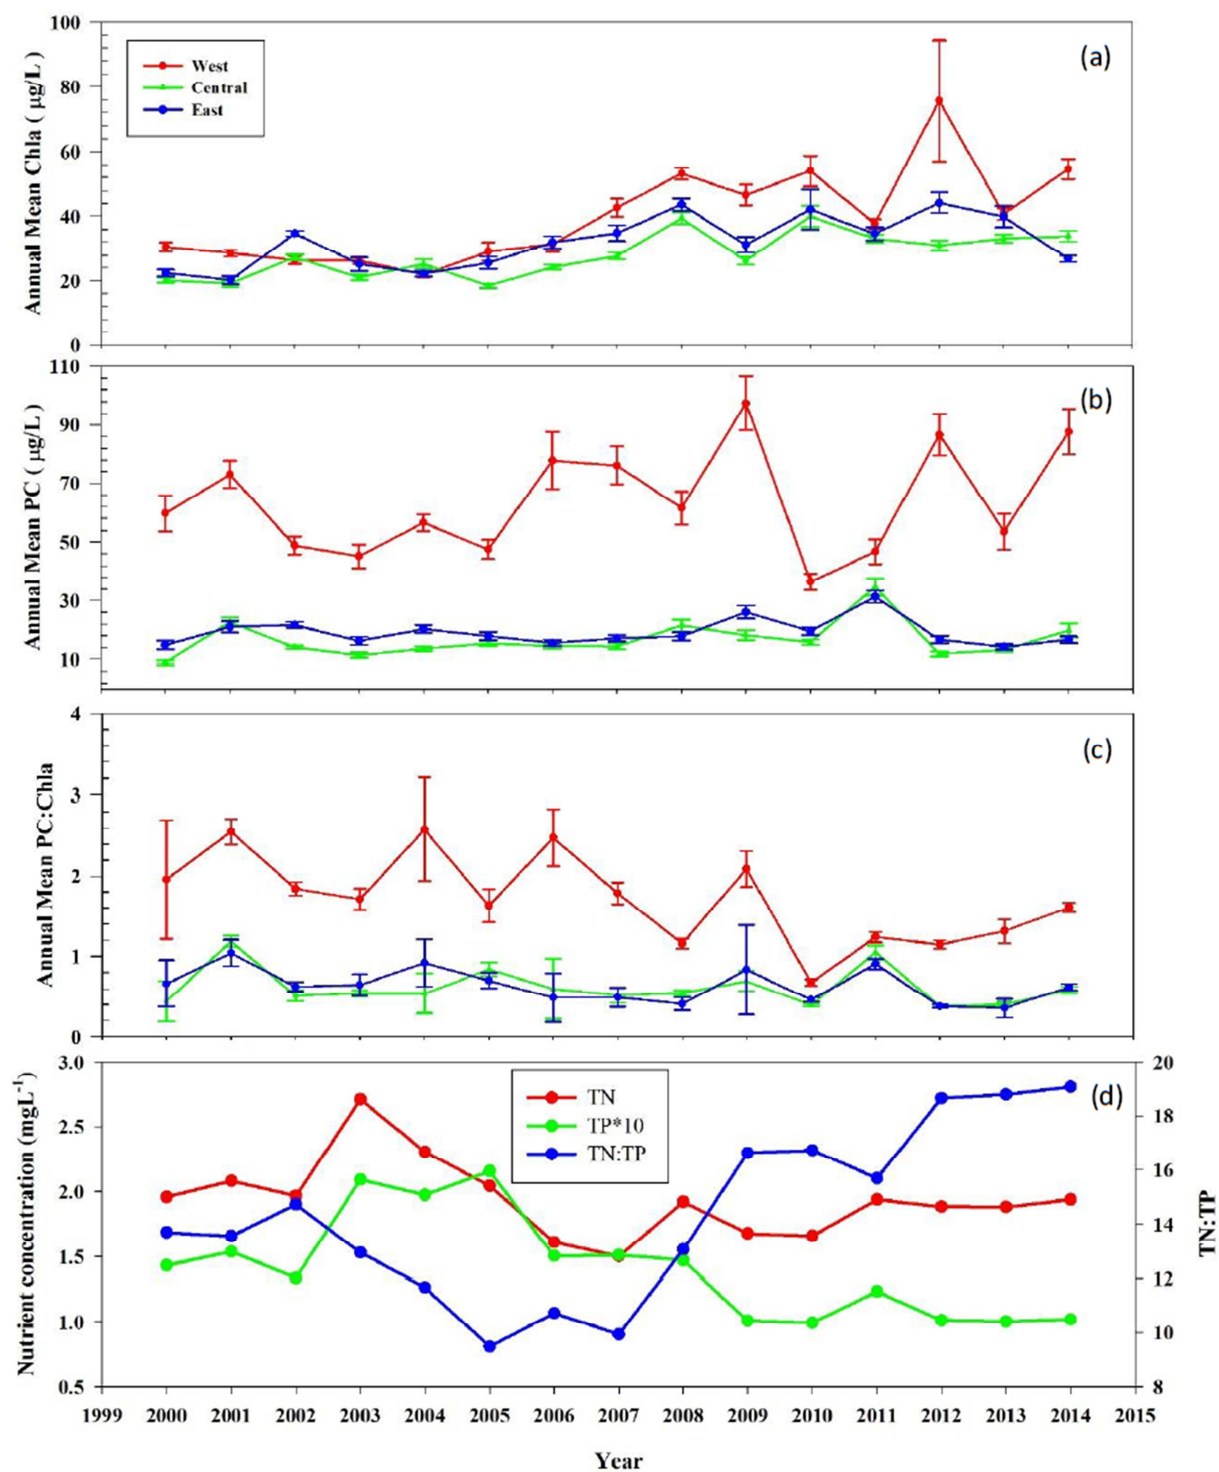 Annual Mean Chla ( μg/L )
100
80
60
40
20
0
West
Central
East
(a)
Annual Mean PC ( μg/L )
110
90
70
50
30
10
(b)
Annual Mean PC:Chla
4
3
2
1
0
(c)
Nutrient concentration (mgL⁻¹)
3.0
2.5
2.0
1.5
1.0
0.5
TN
TP*10
TN:TP
(d)
20
18
16
14
12
10
8
TN:TP
1999 2000 2001 2002 2003 2004 2005 2006 2007 2008 2009 2010 2011 2012 2013 2014 2015
Year